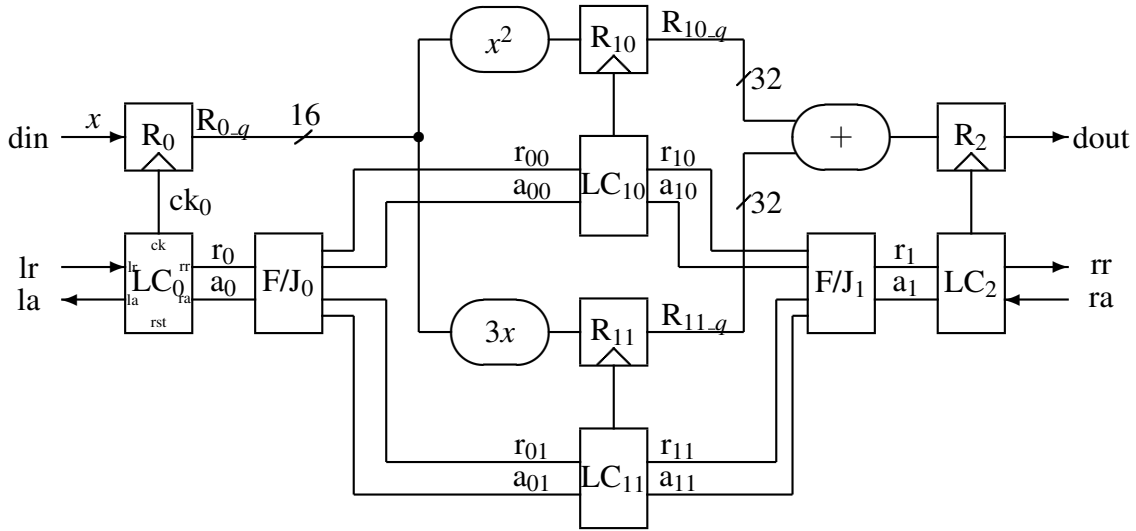 x² R₁₀ R₁₀_q
32
din x R₀ R₀_q 16 + R₂ dout
r₀₀ r₁₀
a₀₀ LC₁₀ a₁₀
ck₀ 32
lr ck r₀ r₁ rr
lr LC₀ rr F/J₀ F/J₁ LC₂
la la ra a₀ a₁ ra
rst
3x R₁₁ R₁₁_q
r₀₁ r₁₁
a₀₁ LC₁₁ a₁₁